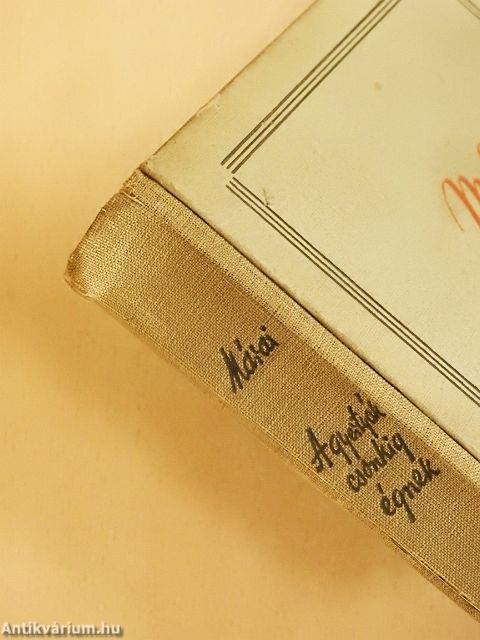 Márai
A gyertyák
csonkig
égnek
Antikvárium.hu